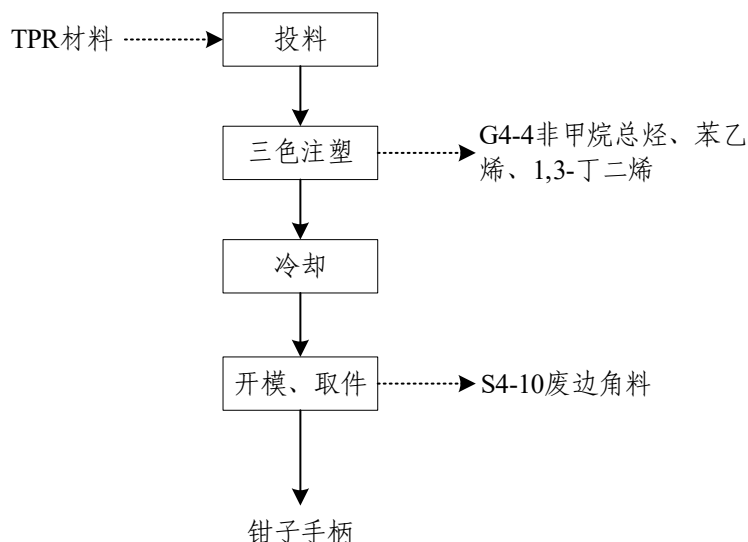 TPR材料
投料
三色注塑
G4-4非甲烷总烃、苯乙
烯、1,3-丁二烯
冷却
开模、取件
S4-10废边角料
钳子手柄